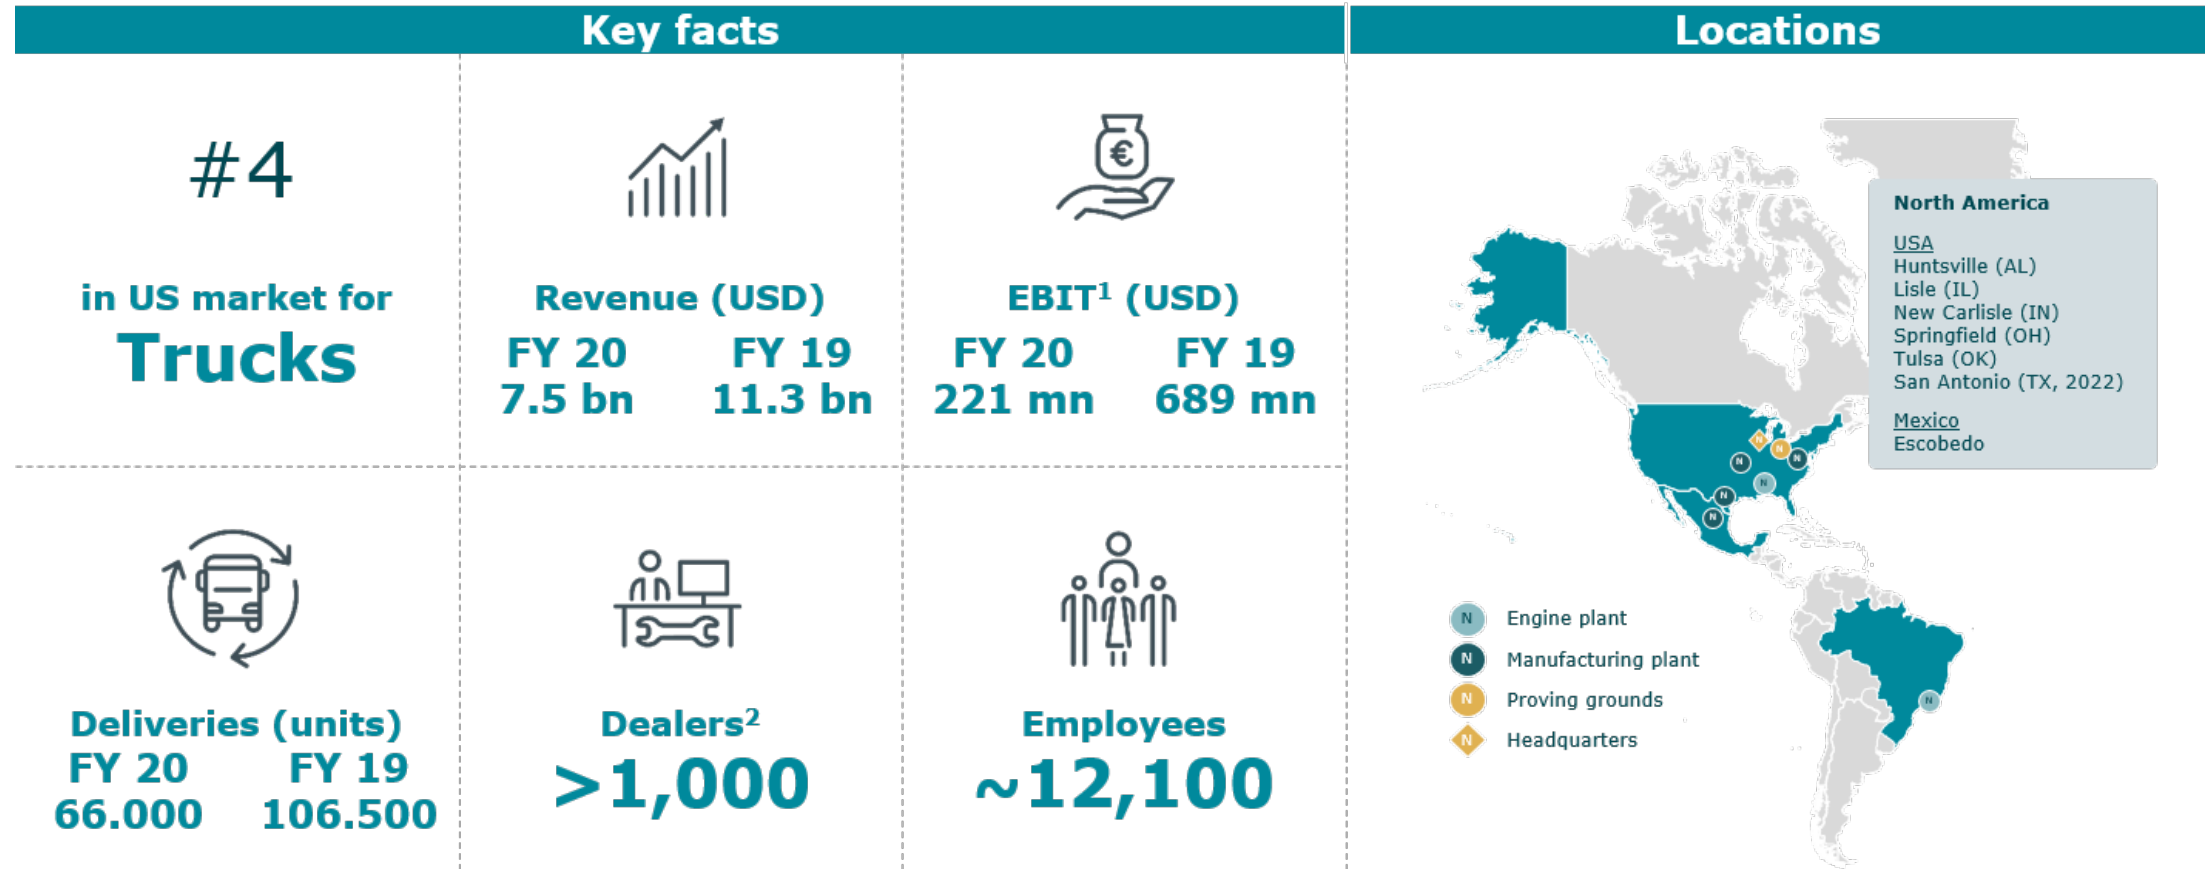 Key facts
Locations
#4
in US market for
Trucks
€
Revenue (USD)
FY 20 FY 19
7.5 bn 11.3 bn
EBIT¹ (USD)
FY 20 FY 19
221 mn 689 mn
Deliveries (units)
FY 20 FY 19
66.000 106.500
Dealers²
>1,000
Employees
~12,100
North America
USA
Huntsville (AL)
Lisle (IL)
New Carlisle (IN)
Springfield (OH)
Tulsa (OK)
San Antonio (TX, 2022)
Mexico
Escobedo
N
N
N
N
N
N
N
N
N Engine plant
N Manufacturing plant
N Proving grounds
N Headquarters